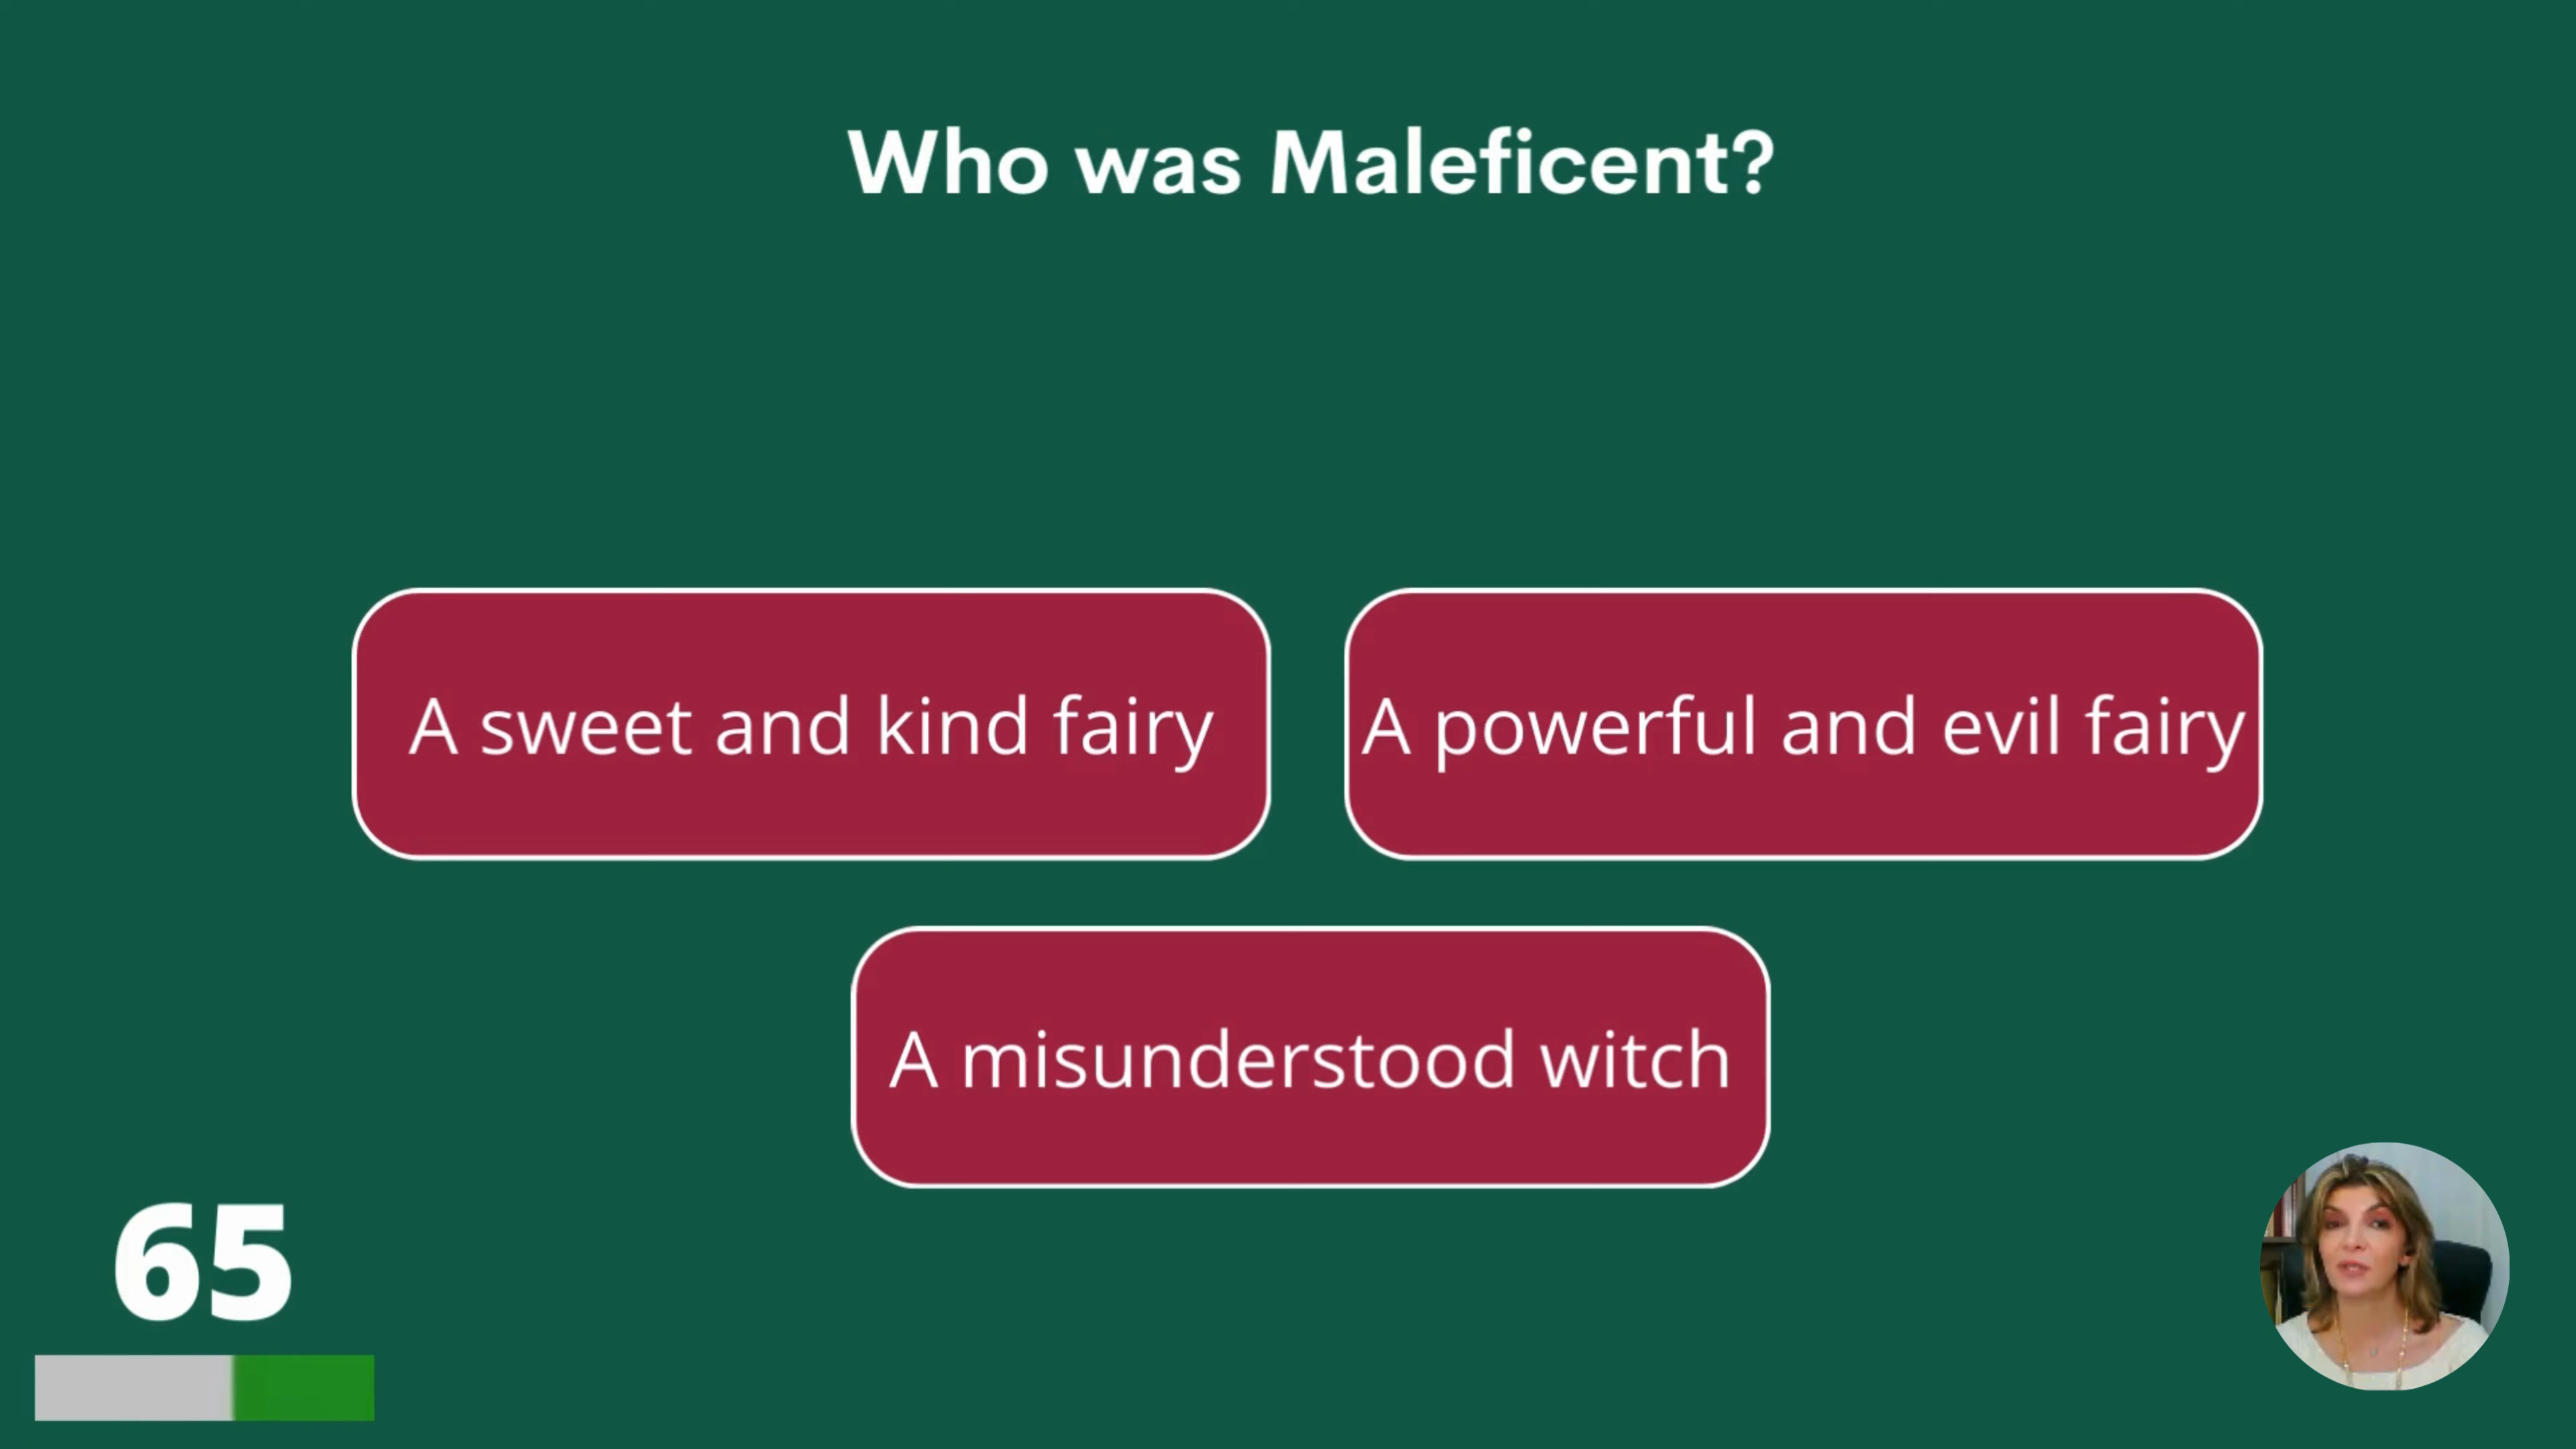 Who was Maleficent?
A sweet and kind fairy
A powerful and evil fairy
A misunderstood witch
65